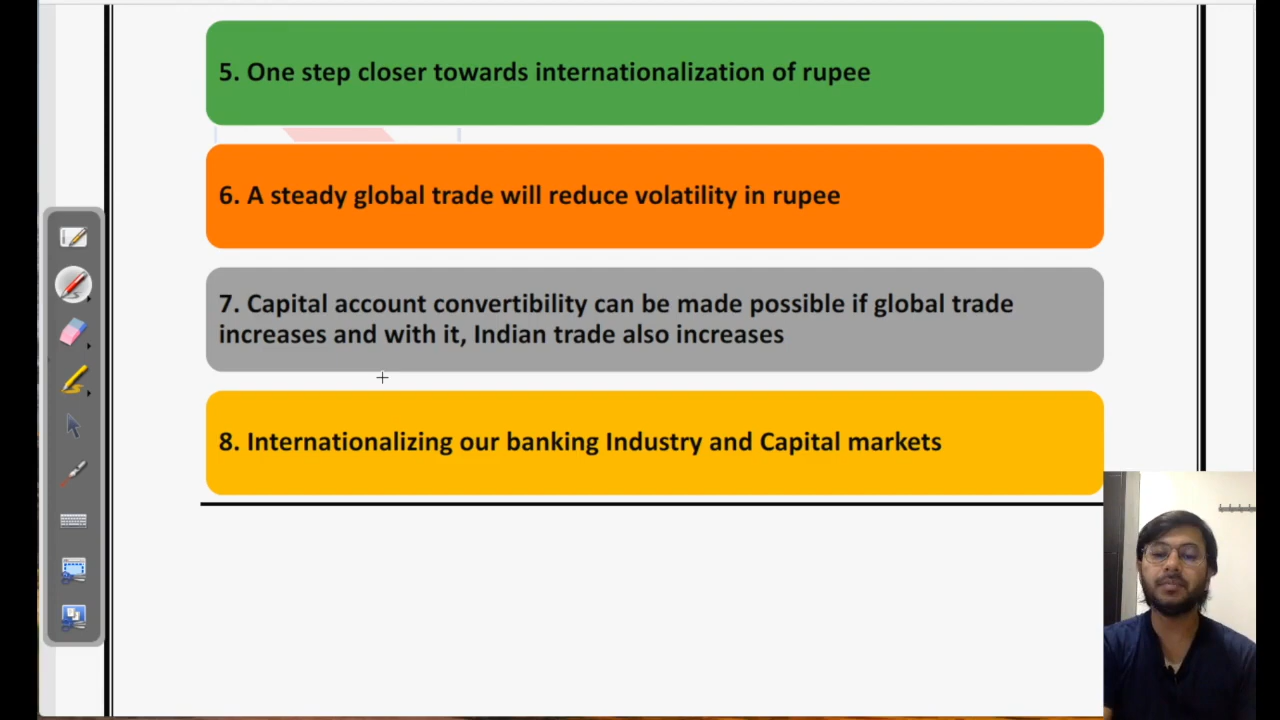 5. One step closer towards internationalization of rupee
6. A steady global trade will reduce volatility in rupee
7. Capital account convertibility can be made possible if global trade
increases and with it, Indian trade also increases
8. Internationalizing our banking Industry and Capital markets